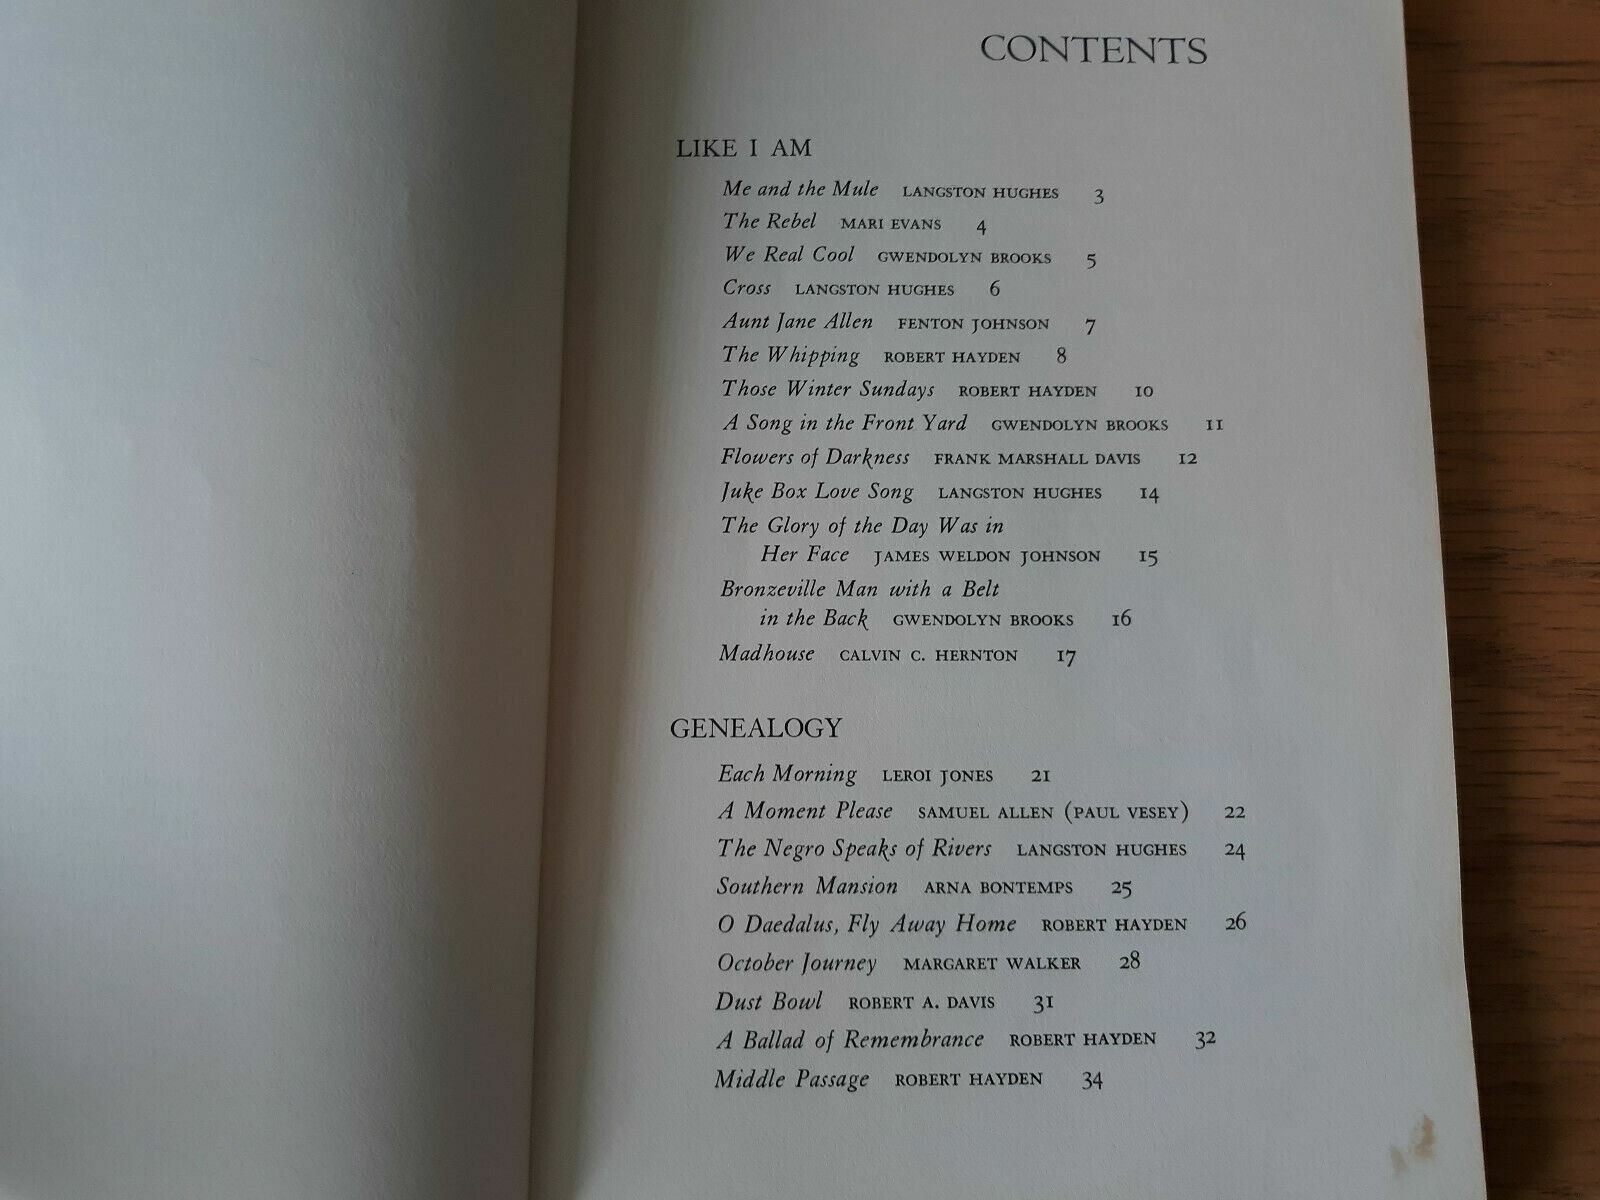 CONTENTS
LIKE I AM
Me and the Mule LANGSTON HUGHES 3
The Rebel MARI EVANS 4
We Real Cool GWENDOLYN BROOKS 5
Cross LANGSTON HUGHES 6
Aunt Jane Allen FENTON JOHNSON 7
The Whipping ROBERT HAYDEN 8
Those Winter Sundays ROBERT HAYDEN 10
A Song in the Front Yard GWENDOLYN BROOKS 11
Flowers of Darkness FRANK MARSHALL DAVIS 12
Juke Box Love Song LANGSTON HUGHES 14
The Glory of the Day Was in
Her Face JAMES WELDON JOHNSON 15
Bronzeville Man with a Belt
in the Back GWENDOLYN BROOKS 16
Madhouse CALVIN C. HERNTON 17
GENEALOGY
Each Morning LEROI JONES 21
A Moment Please SAMUEL ALLEN (PAUL VESEY) 22
The Negro Speaks of Rivers LANGSTON HUGHES 24
Southern Mansion ARNA BONTEMPS 25
O Daedalus, Fly Away Home ROBERT HAYDEN 26
October Journey MARGARET WALKER 28
Dust Bowl ROBERT A. DAVIS 31
A Ballad of Remembrance ROBERT HAYDEN 32
Middle Passage ROBERT HAYDEN 34